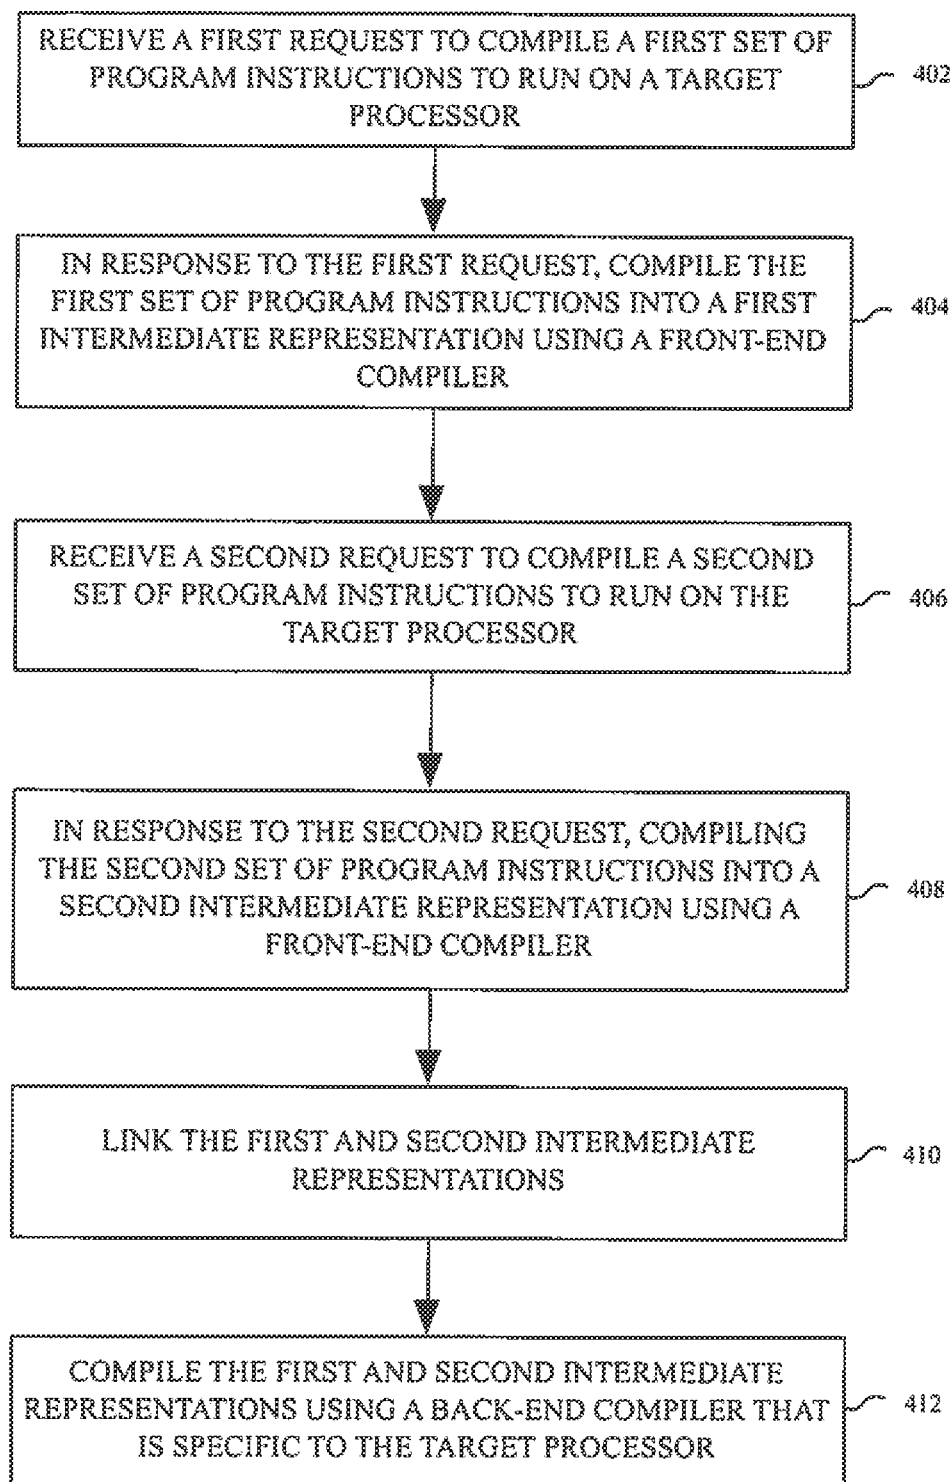 RECEIVE A FIRST REQUEST TO COMPILE A FIRST SET OF
PROGRAM INSTRUCTIONS TO RUN ON A TARGET
PROCESSOR
402
IN RESPONSE TO THE FIRST REQUEST, COMPILE THE
FIRST SET OF PROGRAM INSTRUCTIONS INTO A FIRST
INTERMEDIATE REPRESENTATION USING A FRONT-END
COMPILER
404
RECEIVE A SECOND REQUEST TO COMPILE A SECOND
SET OF PROGRAM INSTRUCTIONS TO RUN ON THE
TARGET PROCESSOR
406
IN RESPONSE TO THE SECOND REQUEST, COMPILING
THE SECOND SET OF PROGRAM INSTRUCTIONS INTO A
SECOND INTERMEDIATE REPRESENTATION USING A
FRONT-END COMPILER
408
LINK THE FIRST AND SECOND INTERMEDIATE
REPRESENTATIONS
410
COMPILE THE FIRST AND SECOND INTERMEDIATE
REPRESENTATIONS USING A BACK-END COMPILER THAT
IS SPECIFIC TO THE TARGET PROCESSOR
412